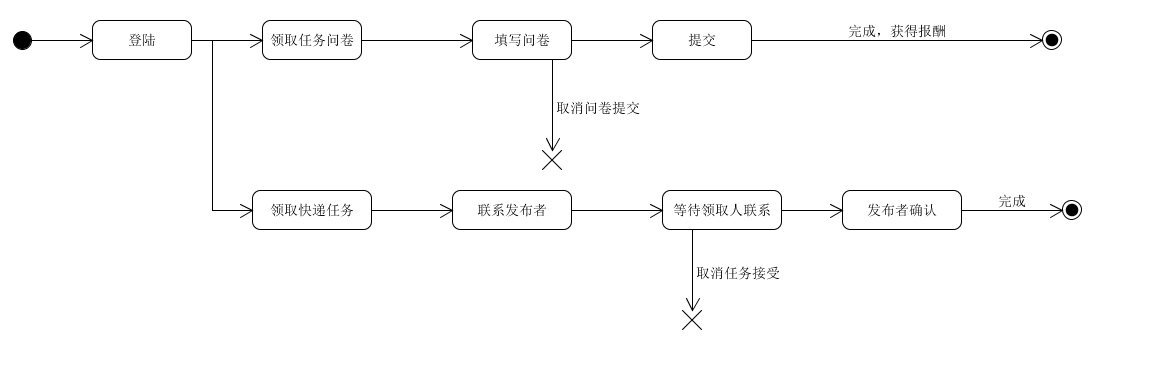 登陆
领取任务问卷
填写问卷
提交
完成，获得报酬
取消问卷提交
领取快递任务
联系发布者
等待领取人联系
发布者确认
完成
取消任务接受